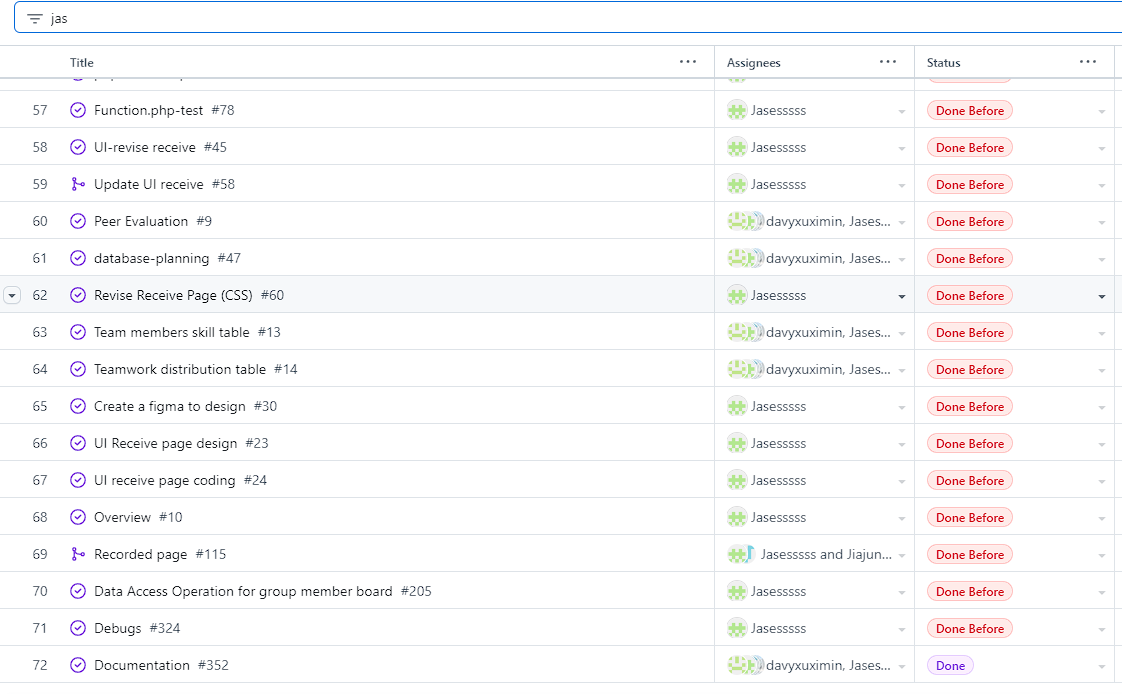 jas
Title ... Assignees ... Status ...
57 Function.php-test #78 Jasesssss Done Before
58 UI-revise receive #45 Jasesssss Done Before
59 Update UI receive #58 Jasesssss Done Before
60 Peer Evaluation #9 davyxuximin, Jases... Done Before
61 database-planning #47 davyxuximin, Jases... Done Before
62 Revise Receive Page (CSS) #60 Jasesssss Done Before
63 Team members skill table #13 davyxuximin, Jases... Done Before
64 Teamwork distribution table #14 davyxuximin, Jases... Done Before
65 Create a figma to design #30 Jasesssss Done Before
66 UI Receive page design #23 Jasesssss Done Before
67 UI receive page coding #24 Jasesssss Done Before
68 Overview #10 Jasesssss Done Before
69 Recorded page #115 Jasesssss and Jiajun... Done Before
70 Data Access Operation for group member board #205 Jasesssss Done Before
71 Debugs #324 Jasesssss Done Before
72 Documentation #352 davyxuximin, Jases... Done